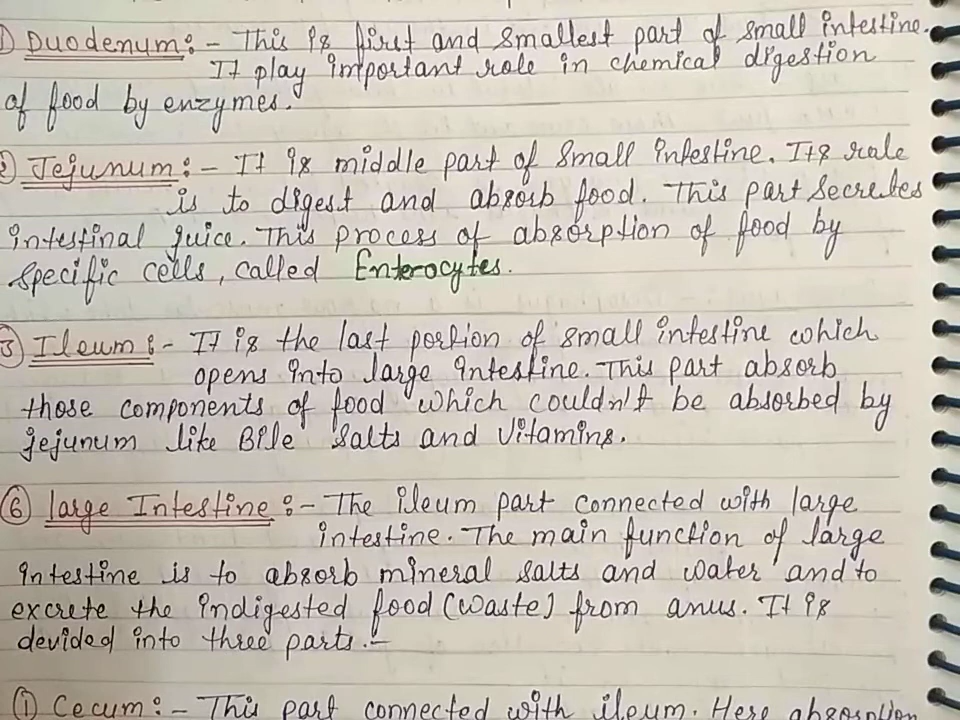 ① Duodenum:- This is first and smallest part of small intestine.
It play important role in chemical digestion
of food by enzymes.
② Jejunum:- It is middle part of small intestine. Its role
is to digest and absorb food. This part secretes
intestinal juice. This process of absorption of food by
specific cells, called Enterocytes.
③ Ileum:- It is the last portion of small intestine which
opens into large intestine. This part absorb
those components of food which couldn't be absorbed by
jejunum like Bile salts and Vitamins.
⑥ large Intestine:- The ileum part connected with large
intestine. The main function of large
intestine is to absorb mineral salts and water and to
excrete the indigested food (waste) from anus. It is
devided into three parts.-
① Cecum:- This part connected with ileum. Here absorption